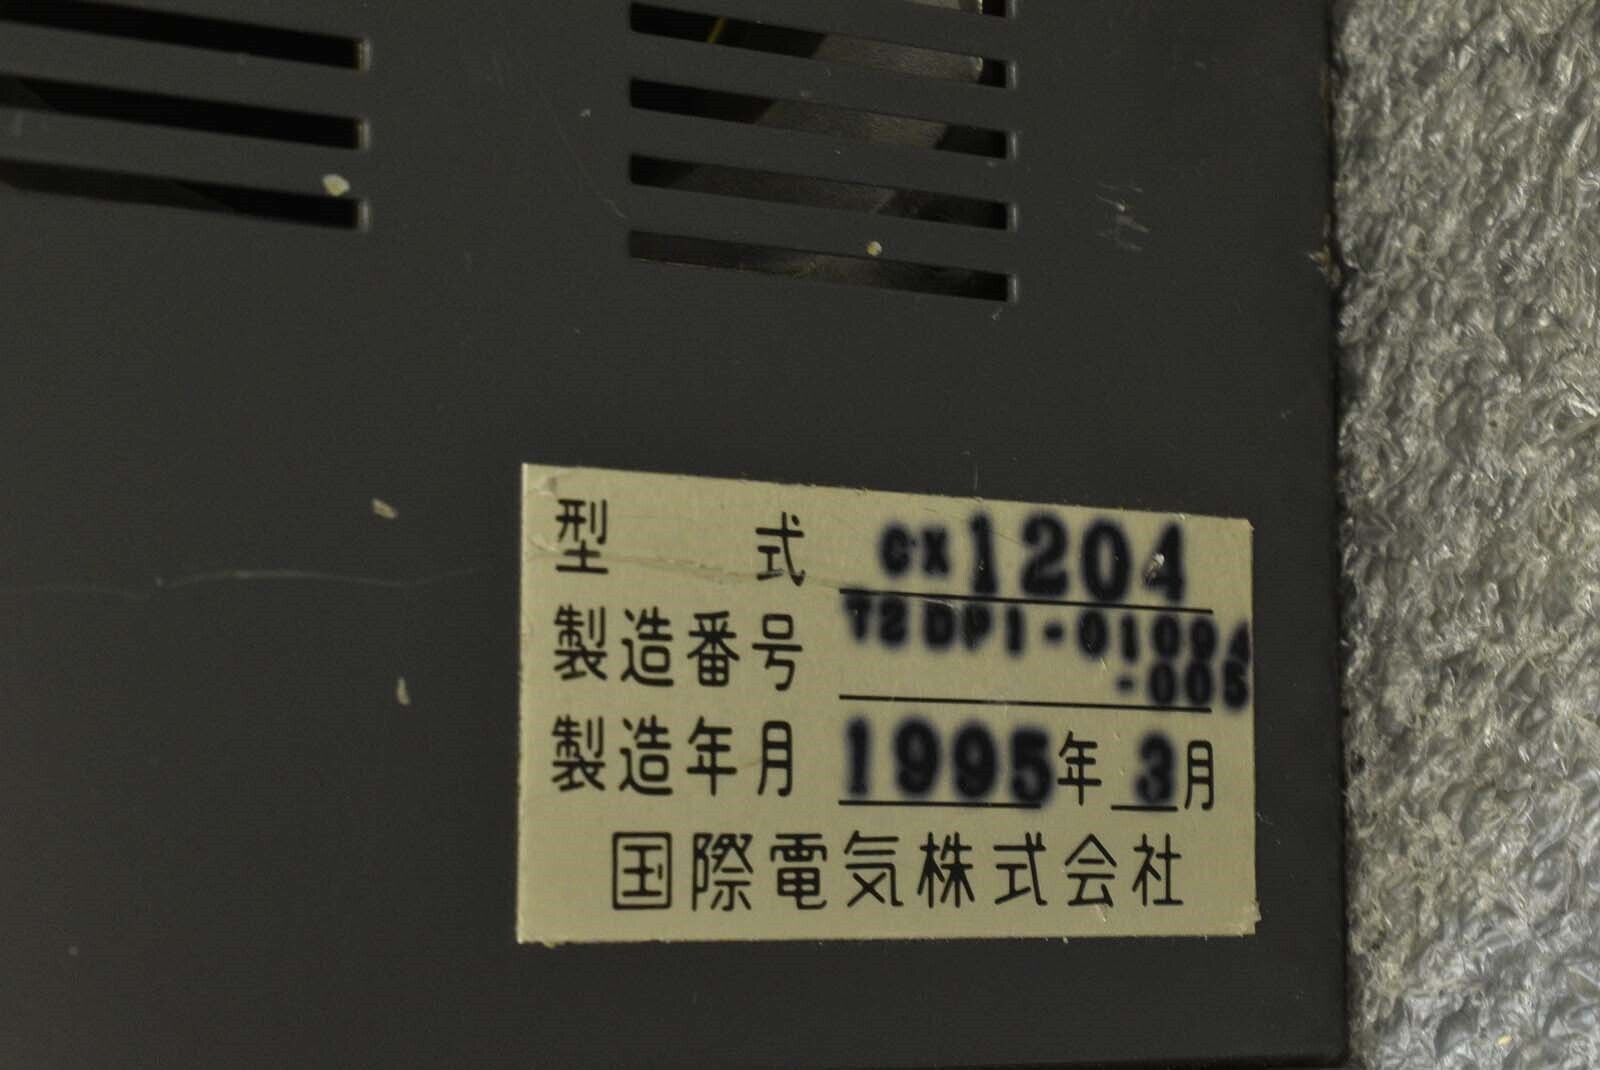 型式 CX1204
製造番号 T2DP1-01094
-005
製造年月 1995年3月
国際電気株式会社